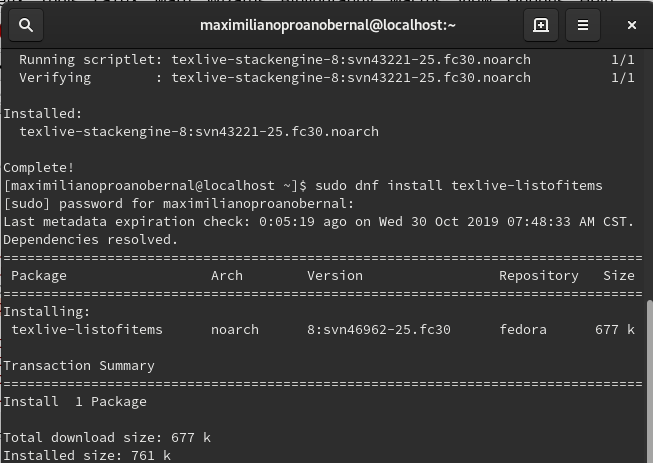 maximilianoproanobernal@localhost:~
Running scriptlet: texlive-stackengine-8:svn43221-25.fc30.noarch 1/1
Verifying : texlive-stackengine-8:svn43221-25.fc30.noarch 1/1
Installed:
texlive-stackengine-8:svn43221-25.fc30.noarch
Complete!
[maximilianoproanobernal@localhost ~]$ sudo dnf install texlive-listofitems
[sudo] password for maximilianoproanobernal:
Last metadata expiration check: 0:05:19 ago on Wed 30 Oct 2019 07:48:33 AM CST.
Dependencies resolved.
================================================================================
Package Arch Version Repository Size
================================================================================
Installing:
texlive-listofitems noarch 8:svn46962-25.fc30 fedora 677 k
Transaction Summary
================================================================================
Install 1 Package
Total download size: 677 k
Installed size: 761 k